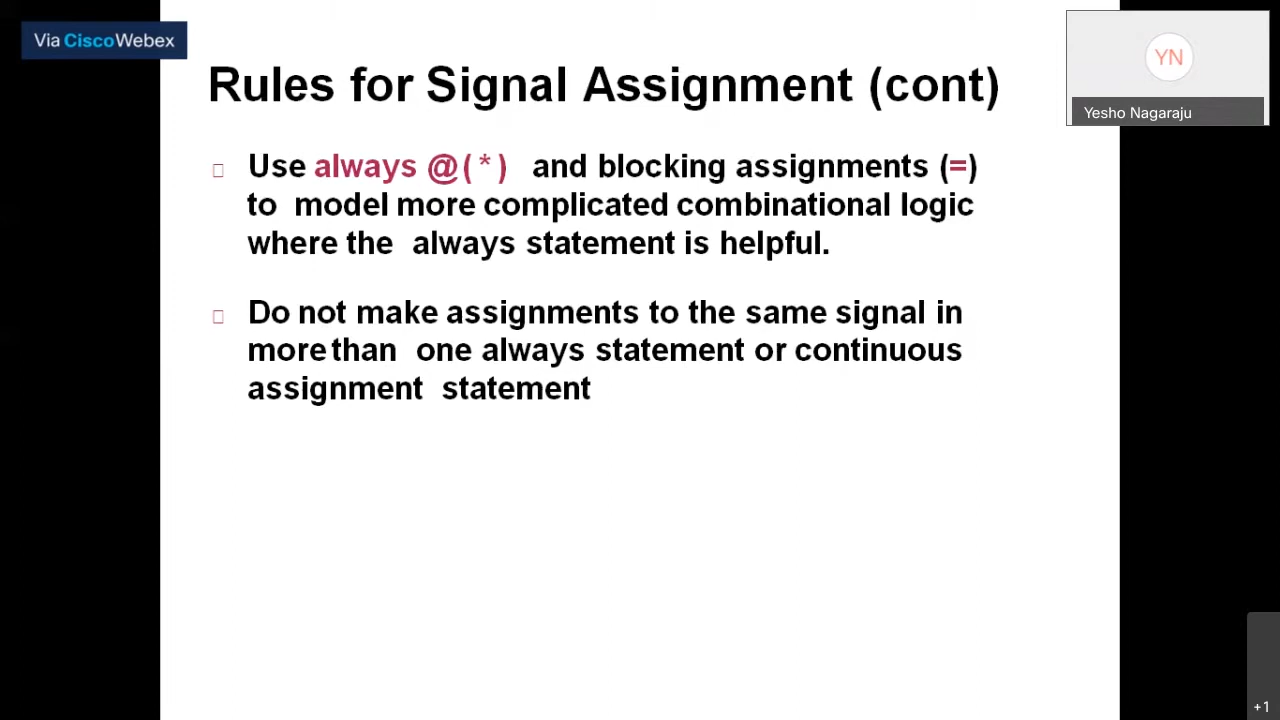 Via CiscoWebex
YN
Yesho Nagaraju
Rules for Signal Assignment (cont)
Use always @(*) and blocking assignments (=)
to model more complicated combinational logic
where the always statement is helpful.
Do not make assignments to the same signal in
more than one always statement or continuous
assignment statement
+1